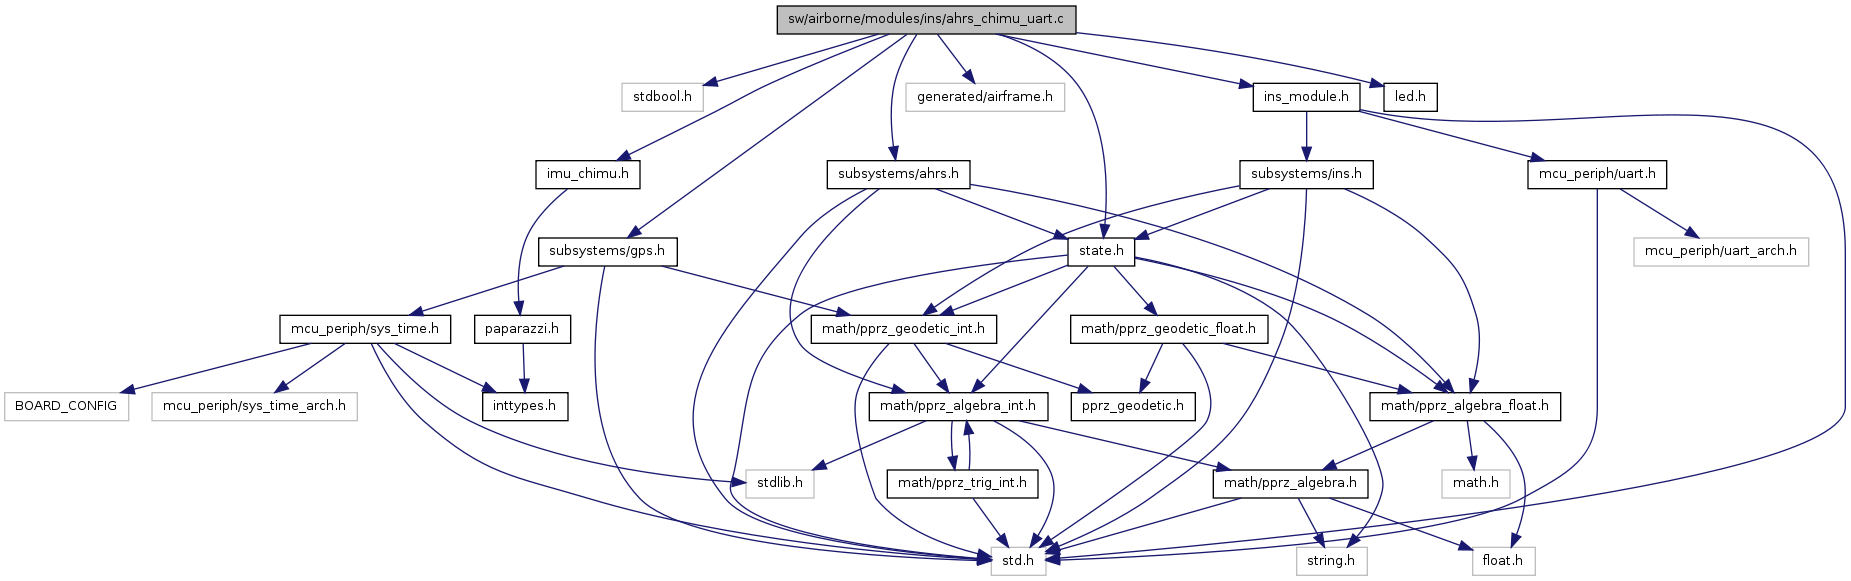 sw/airborne/modules/ins/ahrs_chimu_uart.c
stdbool.h
generated/airframe.h
ins_module.h
led.h
imu_chimu.h
subsystems/ahrs.h
subsystems/ins.h
mcu_periph/uart.h
subsystems/gps.h
state.h
mcu_periph/uart_arch.h
mcu_periph/sys_time.h
paparazzi.h
math/pprz_geodetic_int.h
math/pprz_geodetic_float.h
BOARD_CONFIG
mcu_periph/sys_time_arch.h
inttypes.h
math/pprz_algebra_int.h
pprz_geodetic.h
math/pprz_algebra_float.h
stdlib.h
math/pprz_trig_int.h
math/pprz_algebra.h
math.h
std.h
string.h
float.h